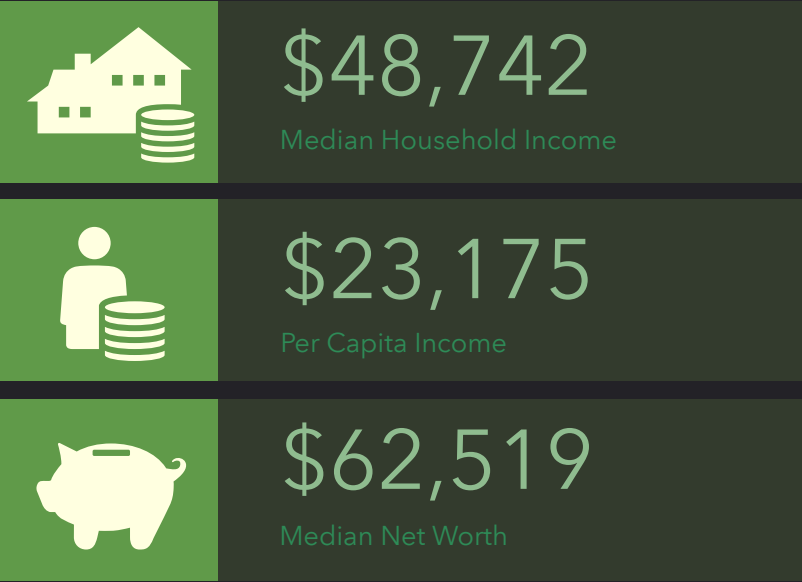 $48,742
Median Household Income
$23,175
Per Capita Income
$62,519
Median Net Worth